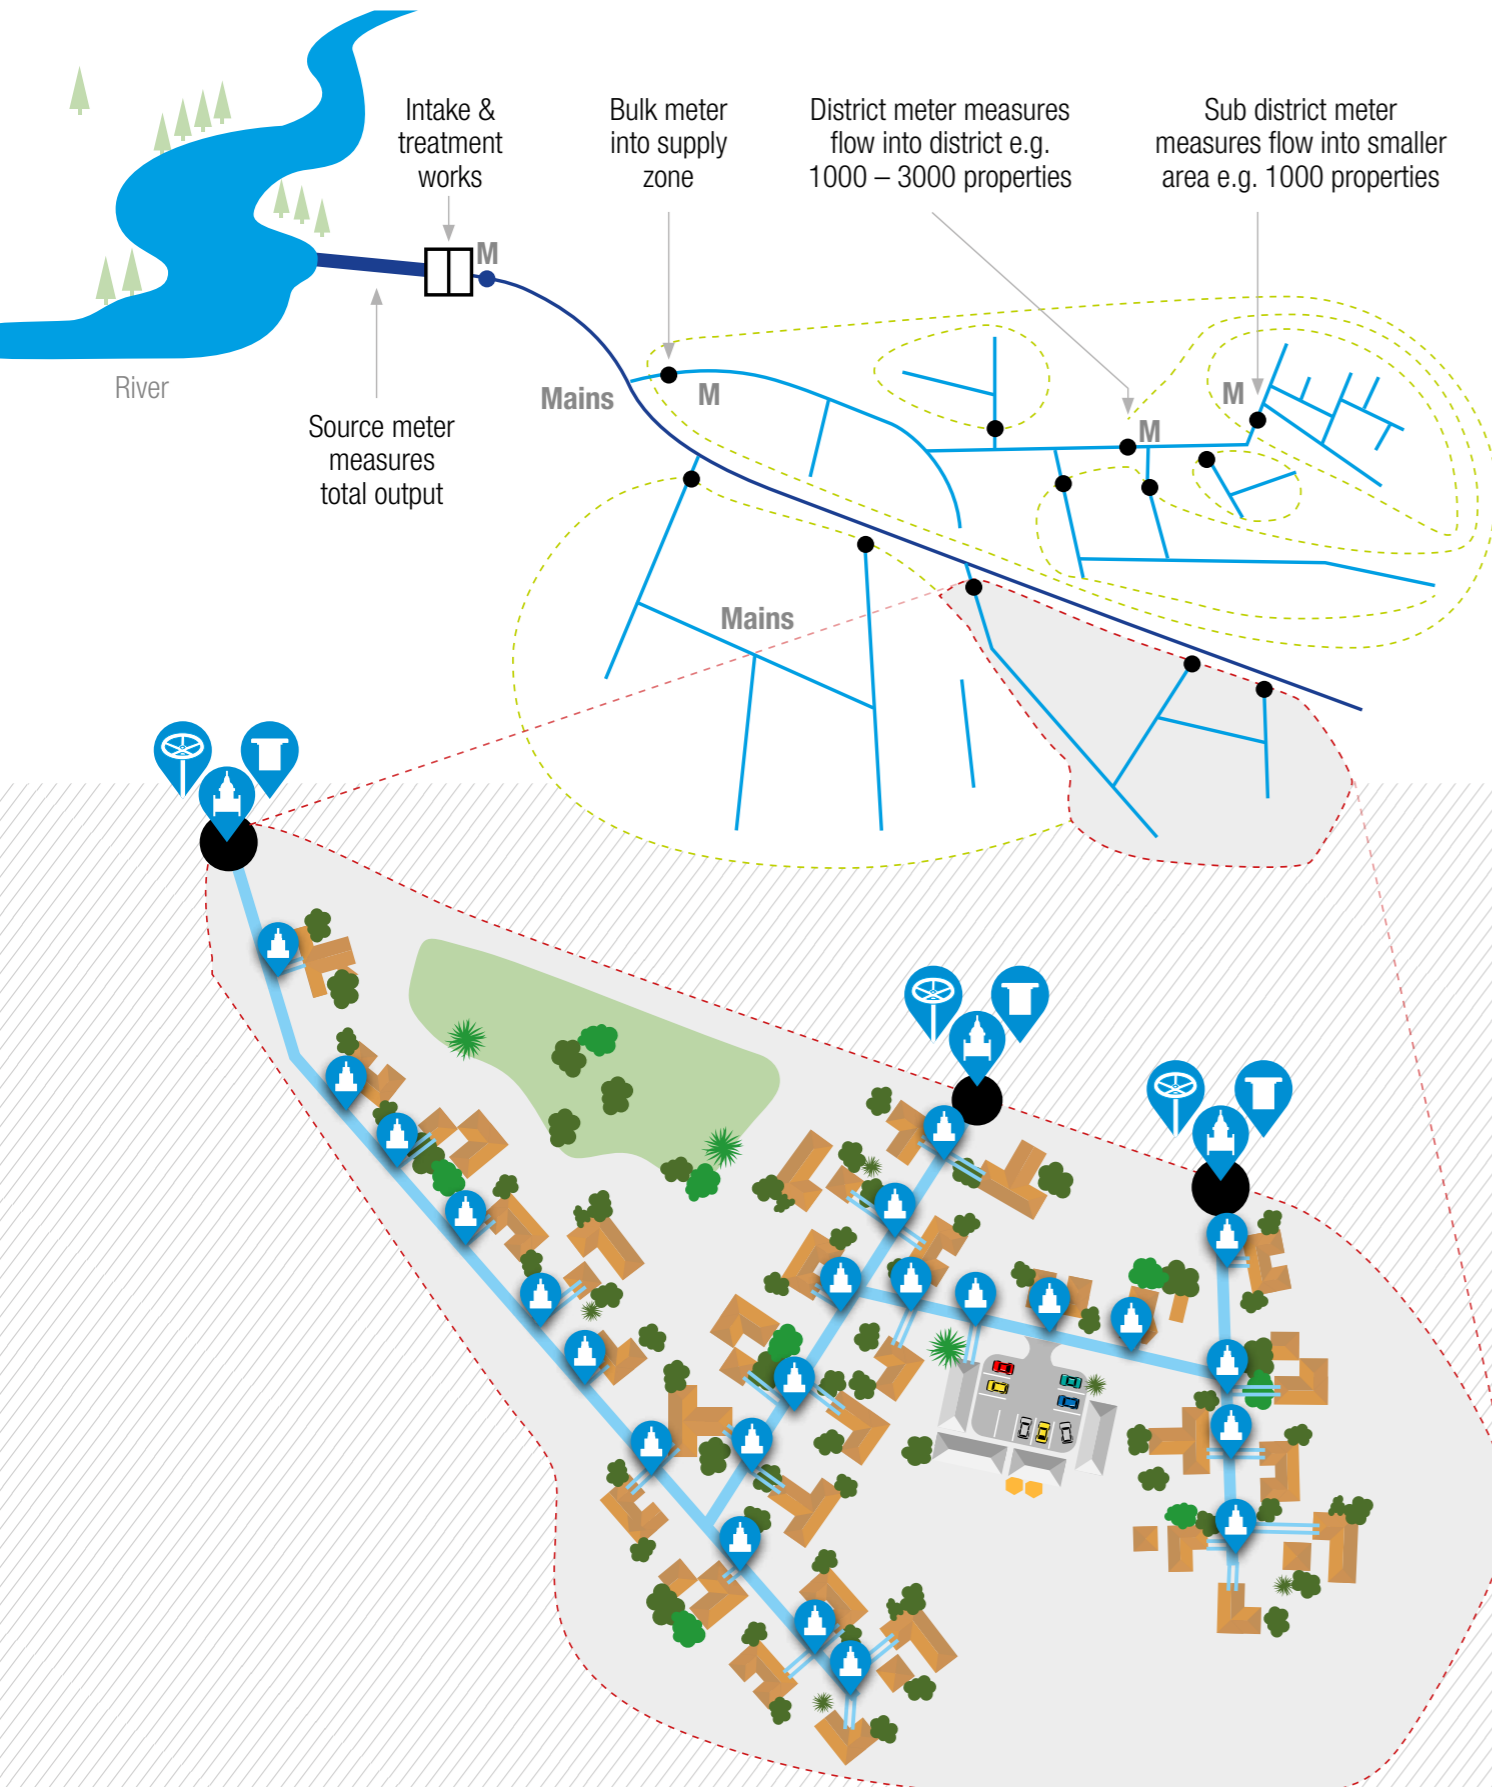 Intake &
treatment
works
Bulk meter
into supply
zone
District meter measures
flow into district e.g.
1000 – 3000 properties
Sub district meter
measures flow into smaller
area e.g. 1000 properties
M
River
Source meter
measures
total output
Mains
M
M
M
Mains